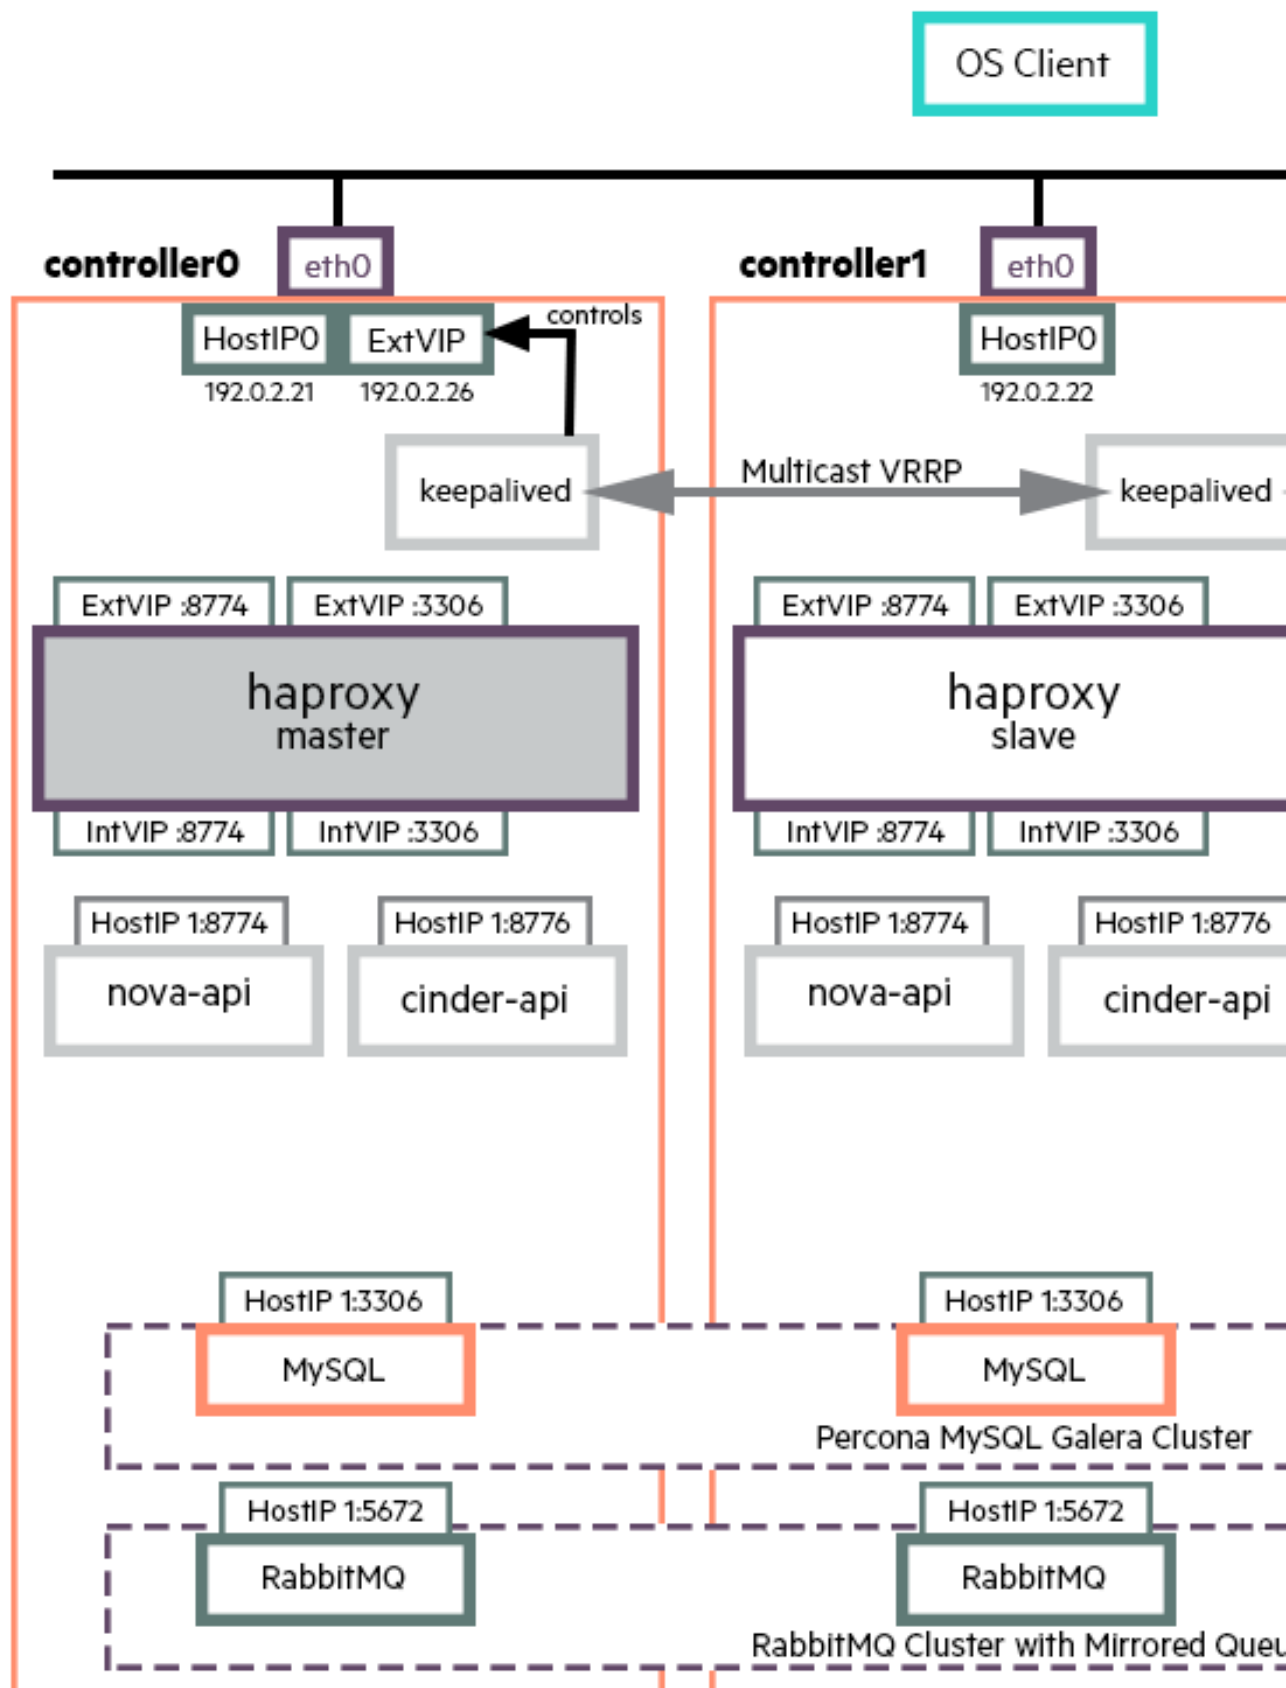 OS Client
controller0
eth0
controller1
eth0
HostIP0
ExtVIP
controls
HostIP0
192.0.2.21
192.0.2.26
192.0.2.22
keepalived
Multicast VRRP
keepalived
ExtVIP :8774
ExtVIP :3306
ExtVIP :8774
ExtVIP :3306
haproxy
master
haproxy
slave
IntVIP :8774
IntVIP :3306
IntVIP :8774
IntVIP :3306
HostIP 1:8774
HostIP 1:8776
HostIP 1:8774
HostIP 1:8776
nova-api
cinder-api
nova-api
cinder-api
HostIP 1:3306
HostIP 1:3306
MySQL
MySQL
Percona MySQL Galera Cluster
HostIP 1:5672
HostIP 1:5672
RabbitMQ
RabbitMQ
RabbitMQ Cluster with Mirrored